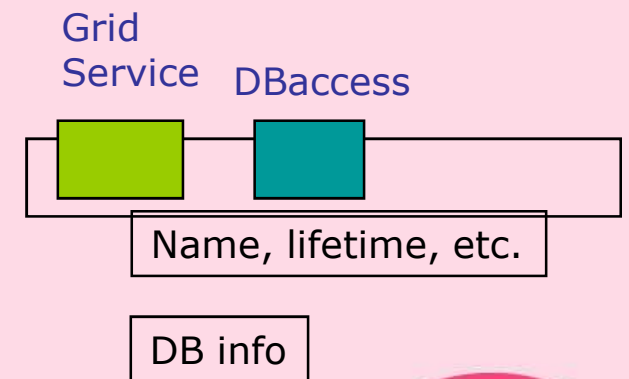 Grid
Service
DBaccess
Name, lifetime, etc.
DB info